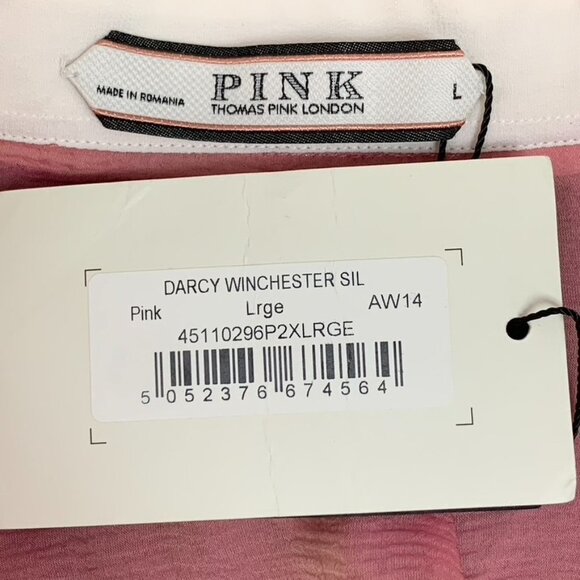 MADE IN ROMANIA
PINK
THOMAS PINK LONDON
L
DARCY WINCHESTER SIL
Pink Lrge AW14
45110296P2XLRGE
5 052376 674564